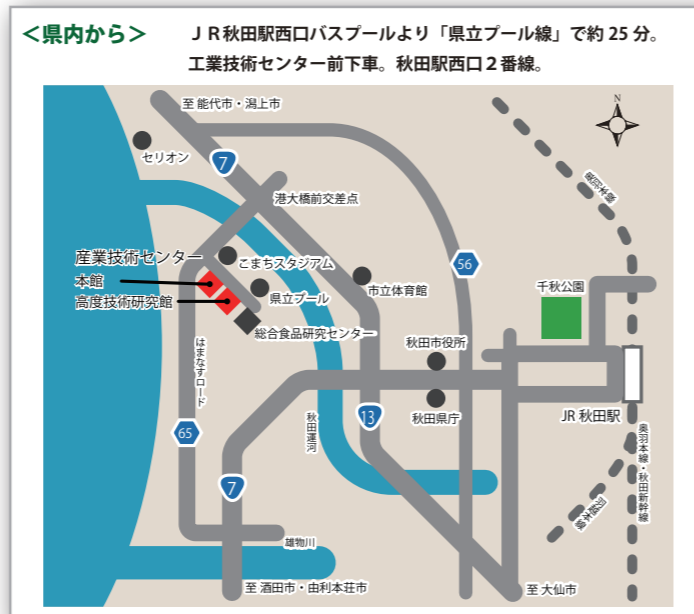 ＜県内から＞
ＪＲ秋田駅西口バスプールより「県立プール線」で約 25 分。
工業技術センター前下車。秋田駅西口２番線。
至 能代市・潟上市
セリオン
7
奥羽本線
港大橋前交差点
産業技術センター
こまちスタジアム
56
本館
市立体育館
千秋公園
高度技術研究館
県立プール
総合食品研究センター
秋田市役所
はまなすロード
秋田運河
13
秋田県庁
JR 秋田駅
65
奥羽本線・秋田新幹線
7
羽越本線
雄物川
至 酒田市・由利本荘市
至 大仙市